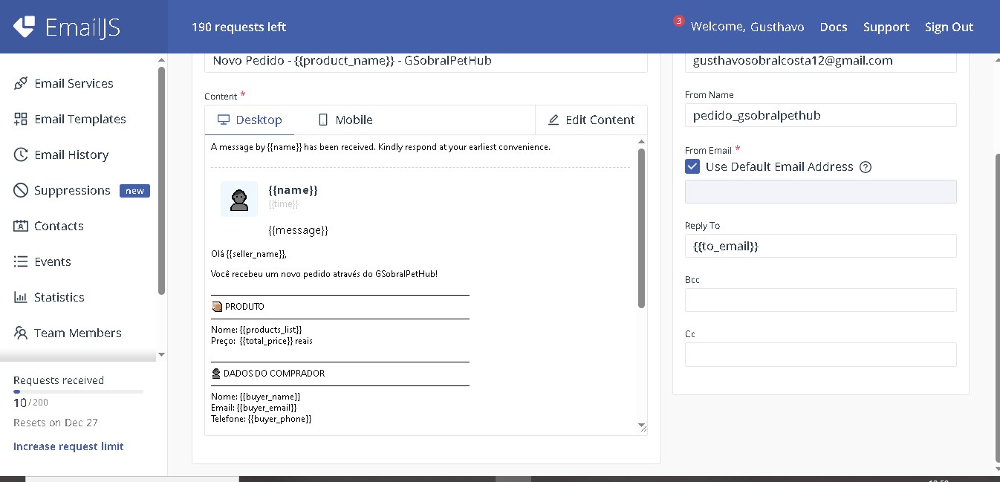 EmailJS
190 requests left
3
Welcome, Gusthavo
Docs
Support
Sign Out
Email Services
Email Templates
Email History
Suppressions new
Contacts
Events
Statistics
Team Members
Requests received
10/200
Resets on Dec 27
Increase request limit
Novo Pedido - {{product_name}} - GSobralPetHub
Content *
Desktop
Mobile
Edit Content
A message by {{name}} has been received. Kindly respond at your earliest convenience.
{{name}}
{{time}}
{{message}}
Olá {{seller_name}},
Você recebeu um novo pedido através do GSobralPetHub!
PRODUTO
Nome: {{products_list}}
Preço: {{total_price}} reais
DADOS DO COMPRADOR
Nome: {{buyer_name}}
Email: {{buyer_email}}
Telefone: {{buyer_phone}}
gusthavosobralcosta12@gmail.com
From Name
pedido_gsobralpethub
From Email *
Use Default Email Address ?
Reply To
{{to_email}}
Bcc
Cc